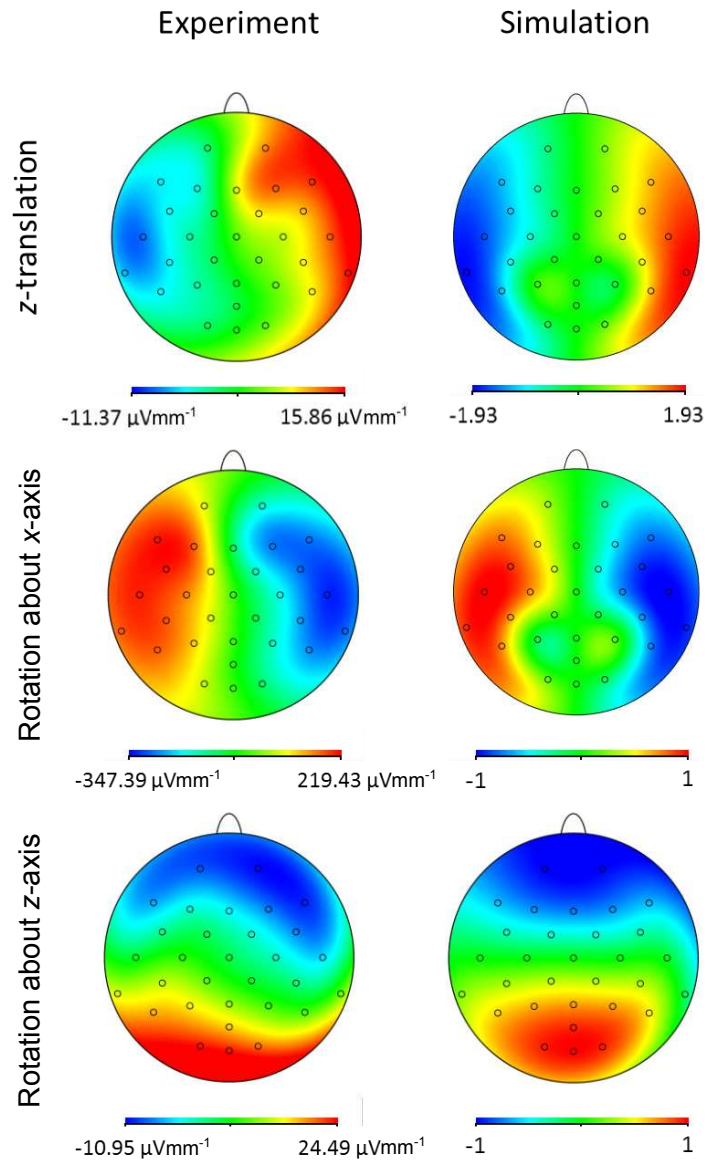 Experiment Simulation
z-translation
-11.37 µVmm⁻¹ 15.86 µVmm⁻¹ -1.93 1.93
Rotation about x-axis
-347.39 µVmm⁻¹ 219.43 µVmm⁻¹ -1 1
Rotation about z-axis
-10.95 µVmm⁻¹ 24.49 µVmm⁻¹ -1 1